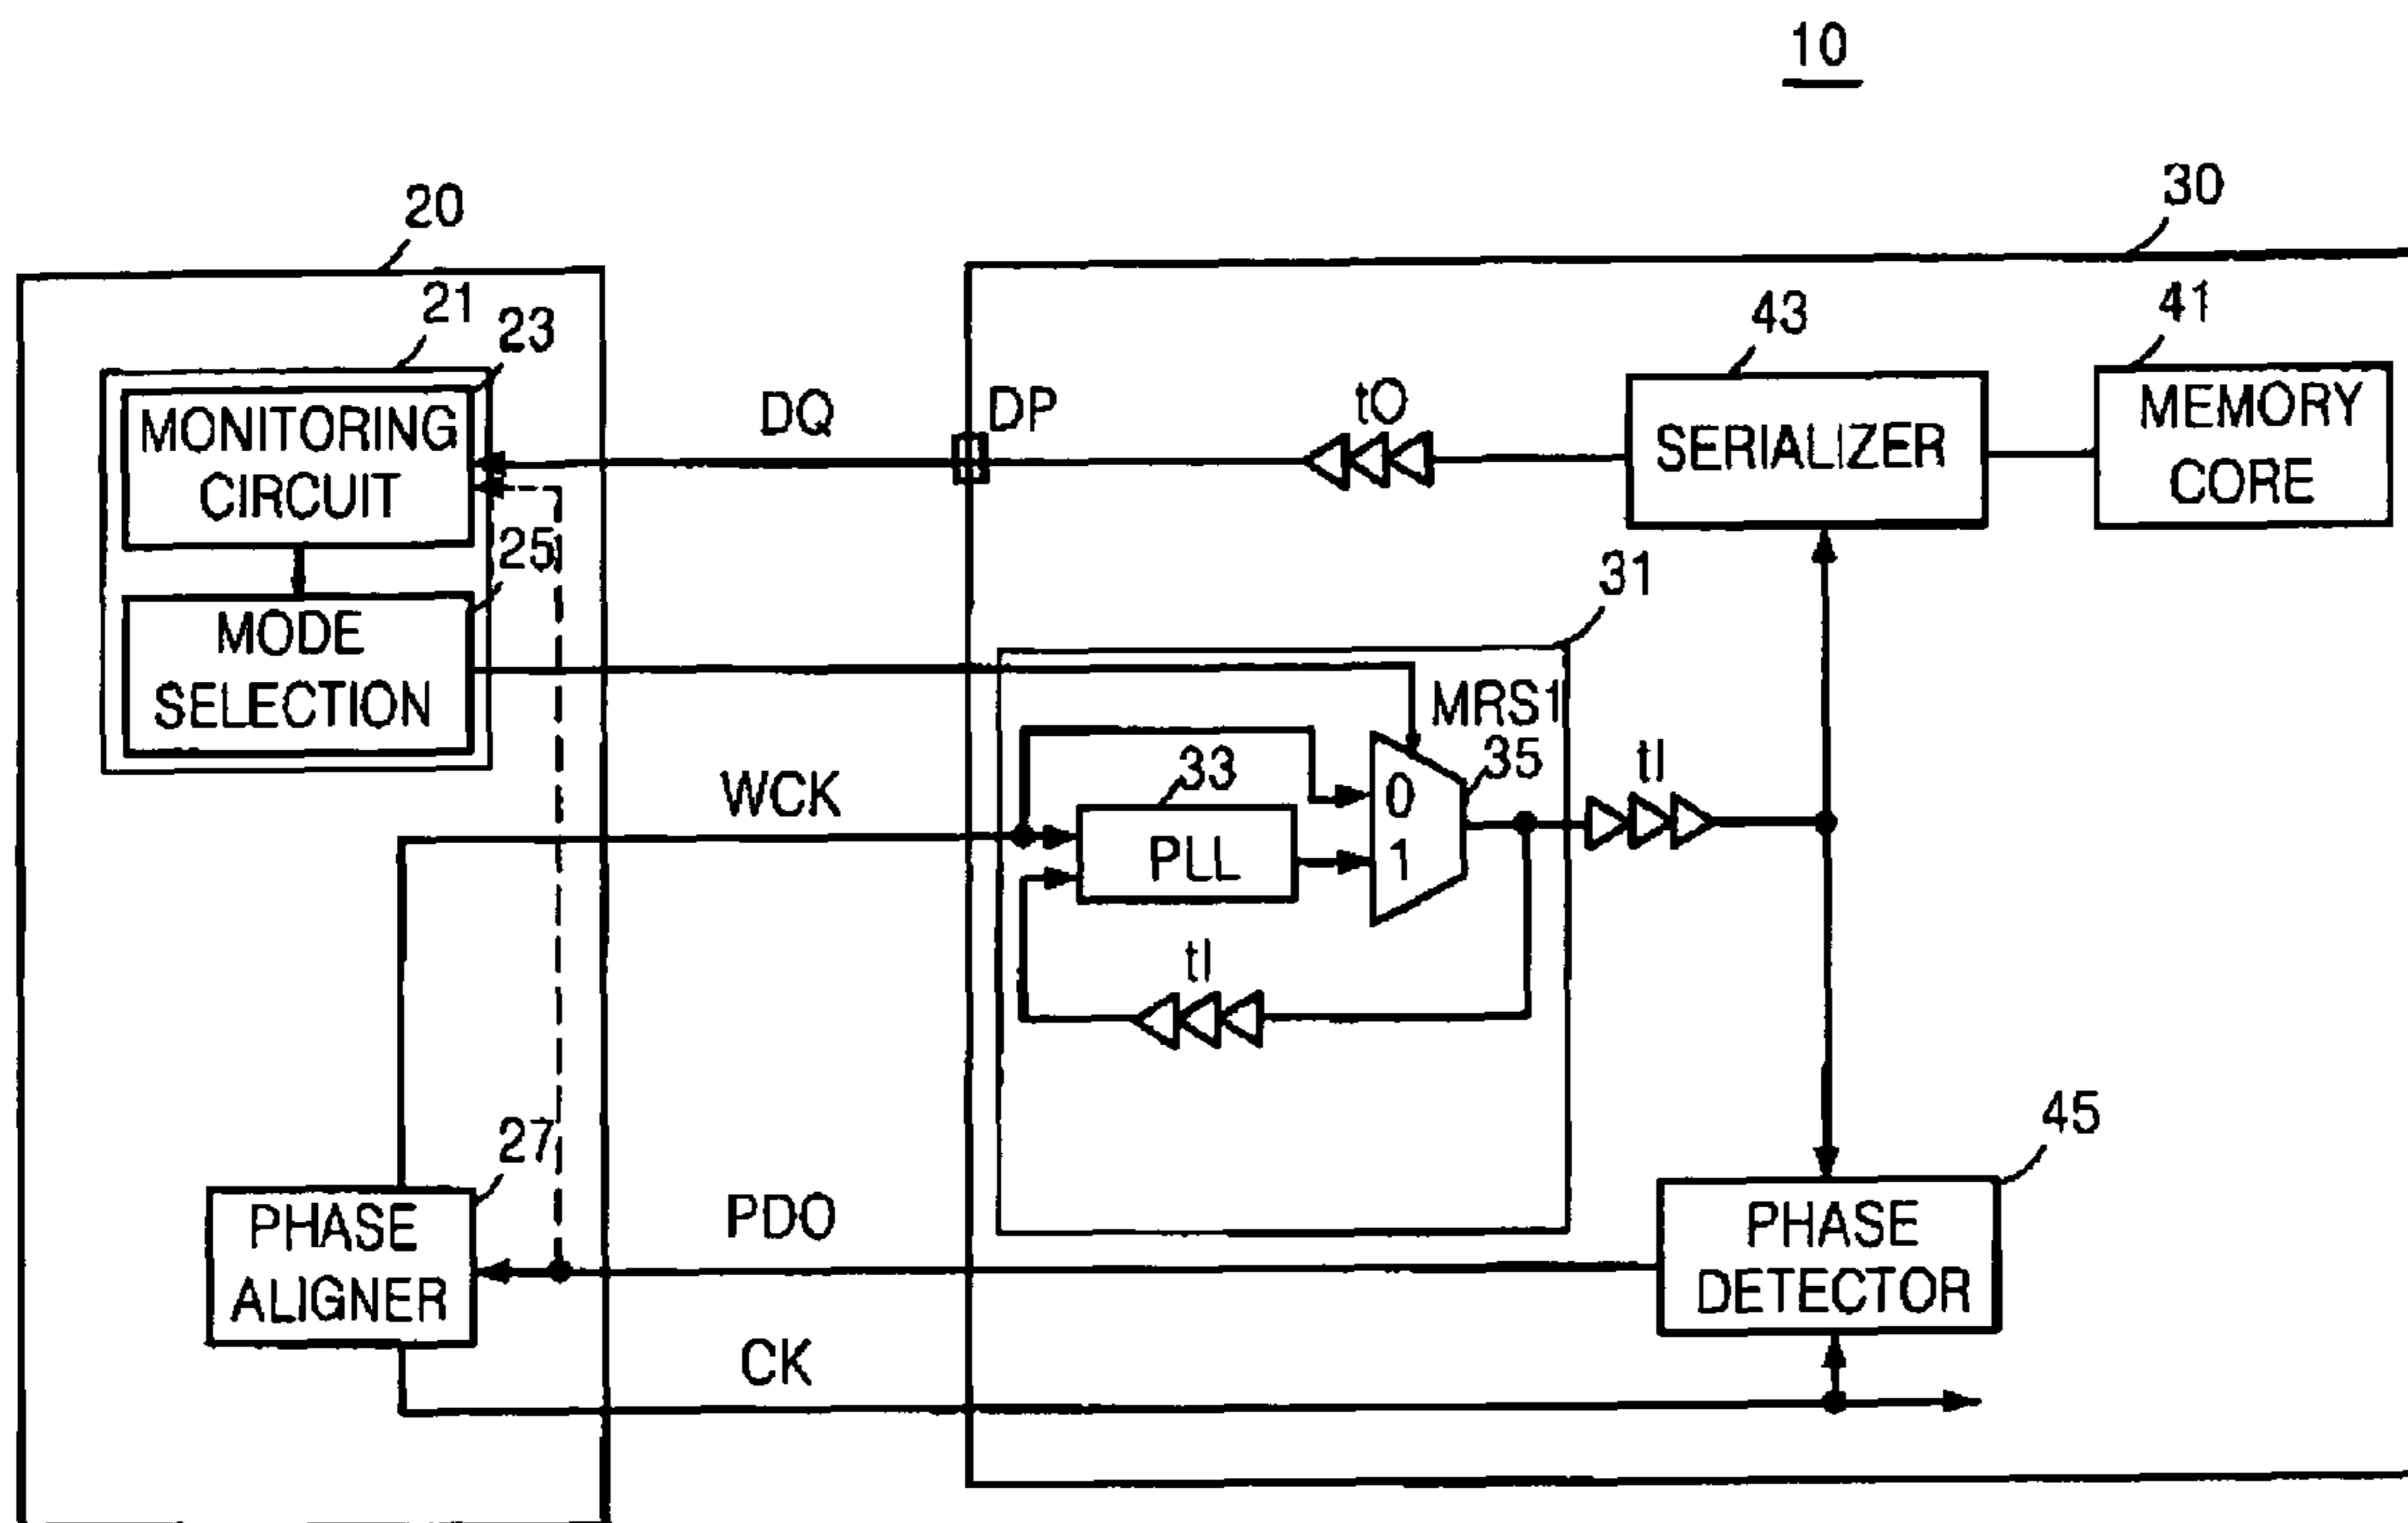 10
20
30
21
23
43
41
MONITORING
CIRCUIT
DQ
DP
tO
SERIALIZER
MEMORY
CORE
25
31
MODE
SELECTION
MRS1
WCK
33
35
tI
0
PLL
1
tI
27
45
PHASE
ALIGNER
PDO
PHASE
DETECTOR
CK